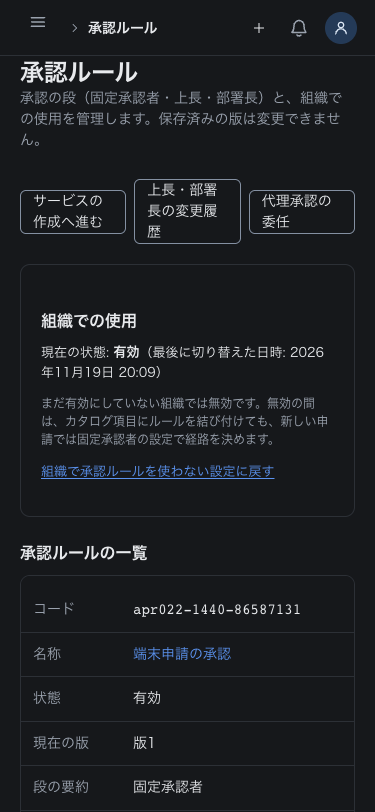 承認ルール
承認ルール
承認の段（固定承認者・上長・部署長）と、組織で
の使用を管理します。保存済みの版は変更できませ
ん。
サービスの
作成へ進む
上長・部署
長の変更履
歴
代理承認の
委任
組織での使用
現在の状態: 有効（最後に切り替えた日時: 2026
年11月19日 20:09）
まだ有効にしていない組織では無効です。無効の間
は、カタログ項目にルールを結び付けても、新しい申
請では固定承認者の設定で経路を決めます。
組織で承認ルールを使わない設定に戻す
承認ルールの一覧
コード apr022-1440-86587131
名称 端末申請の承認
状態 有効
現在の版 版1
段の要約 固定承認者